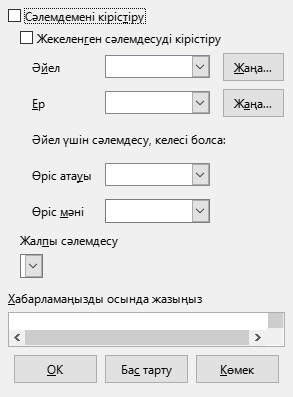 Сәлемдемені кірістіру
Жекеленген сәлемдесуді кірістіру
Әйел Жаңа...
Ер Жаңа...
Әйел үшін сәлемдесу, келесі болса:
Өріс атауы
Өріс мәні
Жалпы сәлемдесу
Хабарламаңызды осында жазыңыз
OK Бас тарту Көмек